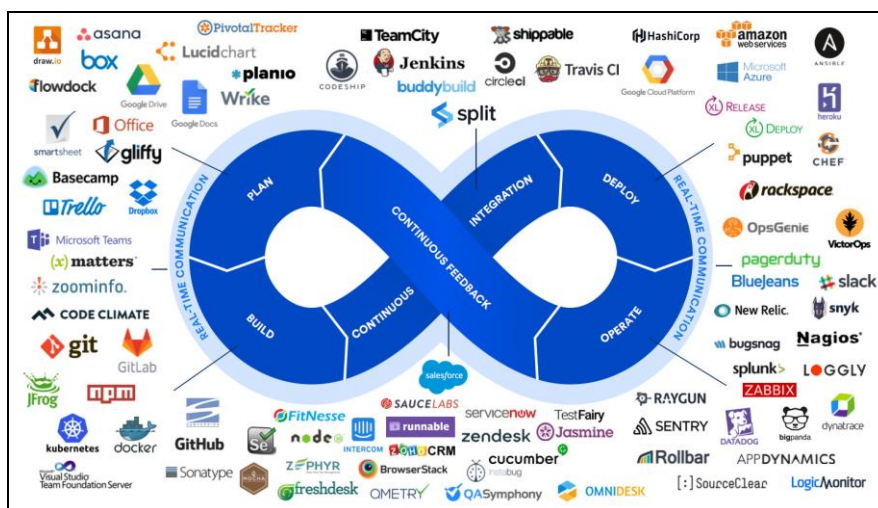 draw.io
asana
PivotalTracker
box
Lucidchart
flowdock
Google Drive
planio
Google Docs
Wrike
TeamCity
shippable
CODESHIP
Jenkins
circleci
Travis CI
buddybuild
split
HashiCorp
amazon
webservices
ANSIBLE
Google Cloud Platform
Microsoft
Azure
XL RELEASE
heroku
XL DEPLOY
puppet
CHEF
rackspace
OpsGenie
VictorOps
pagerduty
BlueJeans
slack
New Relic.
snyk
bugsnag
Nagios
splunk>
LOGGLY
ZABBIX
smartsheet
Office
gliffy
Basecamp
Trello
Dropbox
Microsoft Teams
(x) matters
zoominfo.
CODE CLIMATE
git
GitLab
JFrog
npm
kubernetes
docker
GitHub
Visual Studio
Team Foundation Server
Sonatype
REAL-TIME COMMUNICATION
PLAN
BUILD
CONTINUOUS
INTEGRATION
CONTINUOUS FEEDBACK
DEPLOY
OPERATE
REAL-TIME COMMUNICATION
salesforce
SAUCELABS
FitNesse
Se
node
INTERCOM
runnable
servicenow
TestFairy
zendesk
Jasmine
ZOHO CRM
ZEPHYR
BrowserStack
cucumber
instabug
MOCHA
freshdesk
QMETRY
QASymphony
OMNIDESK
RAYGUN
SENTRY
DATADOG
bigpanda
dynatrace
Rollbar
APPDYNAMICS
[:]SourceClear
LogicMonitor